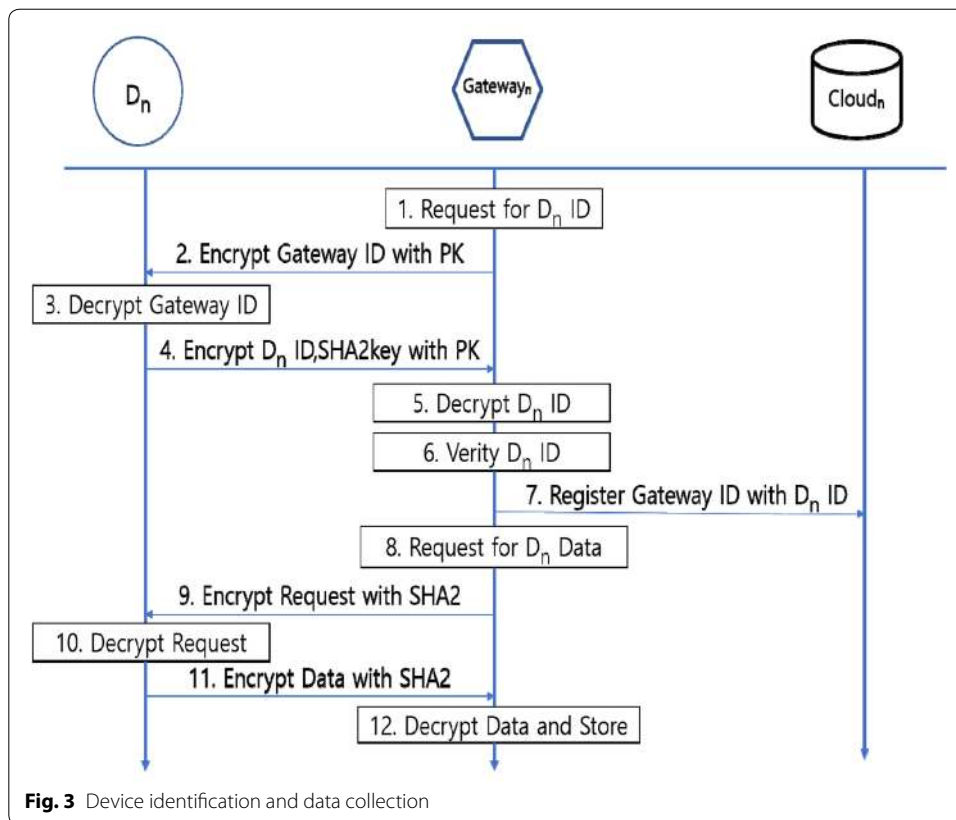 Dn
Gatewayn
Cloudn
1. Request for Dn ID
2. Encrypt Gateway ID with PK
3. Decrypt Gateway ID
4. Encrypt Dn ID,SHA2key with PK
5. Decrypt Dn ID
6. Verity Dn ID
7. Register Gateway ID with Dn ID
8. Request for Dn Data
9. Encrypt Request with SHA2
10. Decrypt Request
11. Encrypt Data with SHA2
12. Decrypt Data and Store
Fig. 3 Device identification and data collection